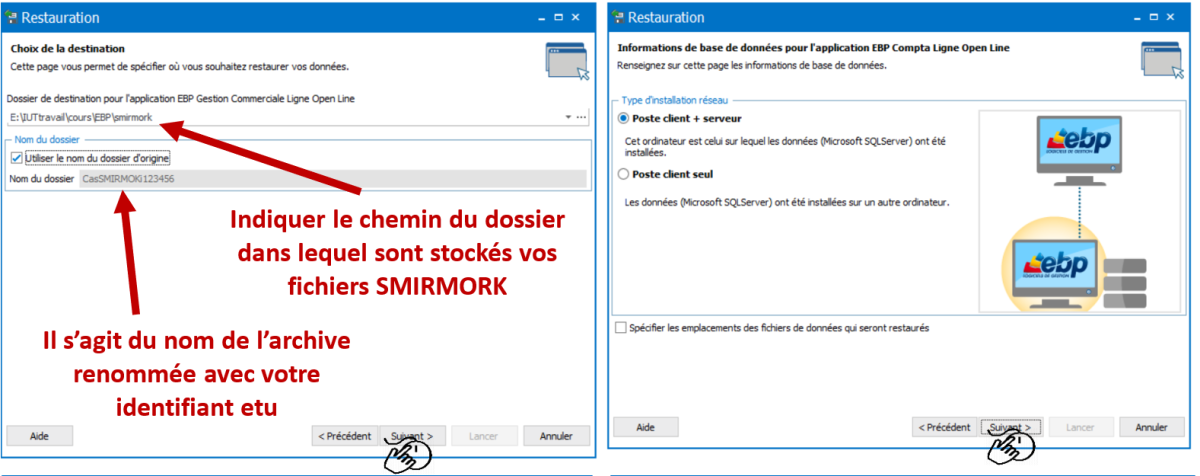 Restauration
Choix de la destination
Cette page vous permet de spécifier où vous souhaitez restaurer vos données.
Dossier de destination pour l'application EBP Gestion Commerciale Ligne Open Line
E:\IUTtravail\cours\EBP\smirmork
Nom du dossier
Utiliser le nom du dossier d'origine
Nom du dossier CasSMIRMOK123456
Indiquer le chemin du dossier
dans lequel sont stockés vos
fichiers SMIRMORK
Il s'agit du nom de l'archive
renommée avec votre
identifiant etu
Aide
< Précédent
Suivant >
Lancer
Annuler
Restauration
Informations de base de données pour l'application EBP Compta Ligne Open Line
Renseignez sur cette page les informations de base de données.
Type d'installation réseau
Poste client + serveur
Cet ordinateur est celui sur lequel les données (Microsoft SQLServer) ont été
installées.
Poste client seul
Les données (Microsoft SQLServer) ont été installées sur un autre ordinateur.
ebp
ebp
Spécifier les emplacements des fichiers de données qui seront restaurés
Aide
< Précédent
Suivant >
Lancer
Annuler